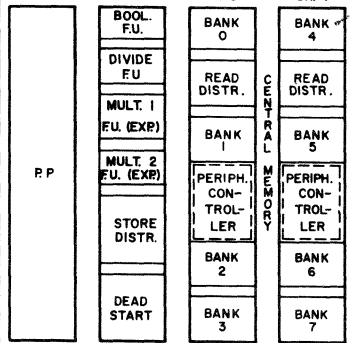 P.P
BOOL.
F.U.
DIVIDE
F.U
MULT. 1
F.U. (EXP.)
MULT. 2
F.U. (EXP.)
STORE
DISTR.
DEAD
START
BANK
0
READ
DISTR.
BANK
1
PERIPH.
CON-
TROL-
LER
BANK
2
BANK
3
CENTRAL MEMORY
BANK
4
READ
DISTR.
BANK
5
PERIPH.
CON-
TROL-
LER
BANK
6
BANK
7